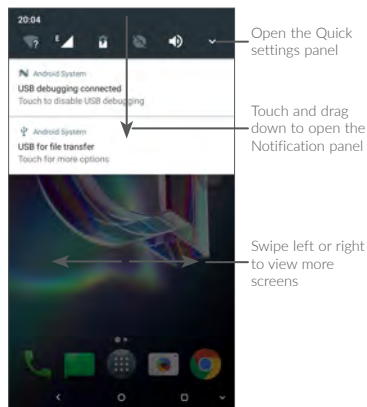 20:04
E
Open the Quick
settings panel
Android System
USB debugging connected
Touch to disable USB debugging
Touch and drag
down to open the
Notification panel
Android System
USB for file transfer
Touch for more options
Swipe left or right
to view more
screens